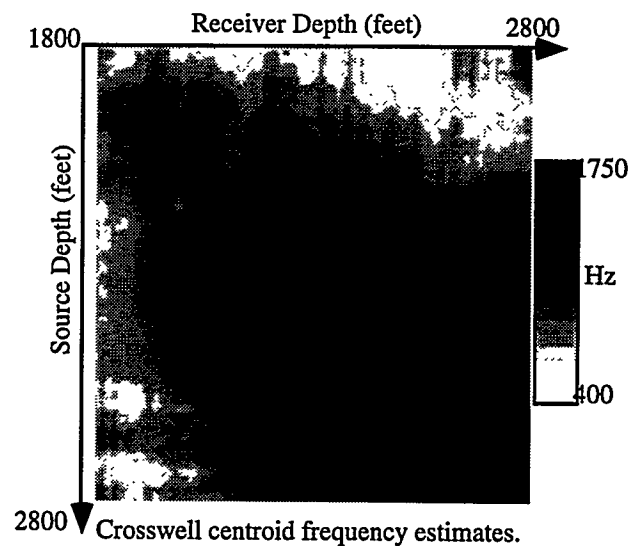 Receiver Depth (feet)
1800
2800
Source Depth (feet)
1750
Hz
400
2800
Crosswell centroid frequency estimates.